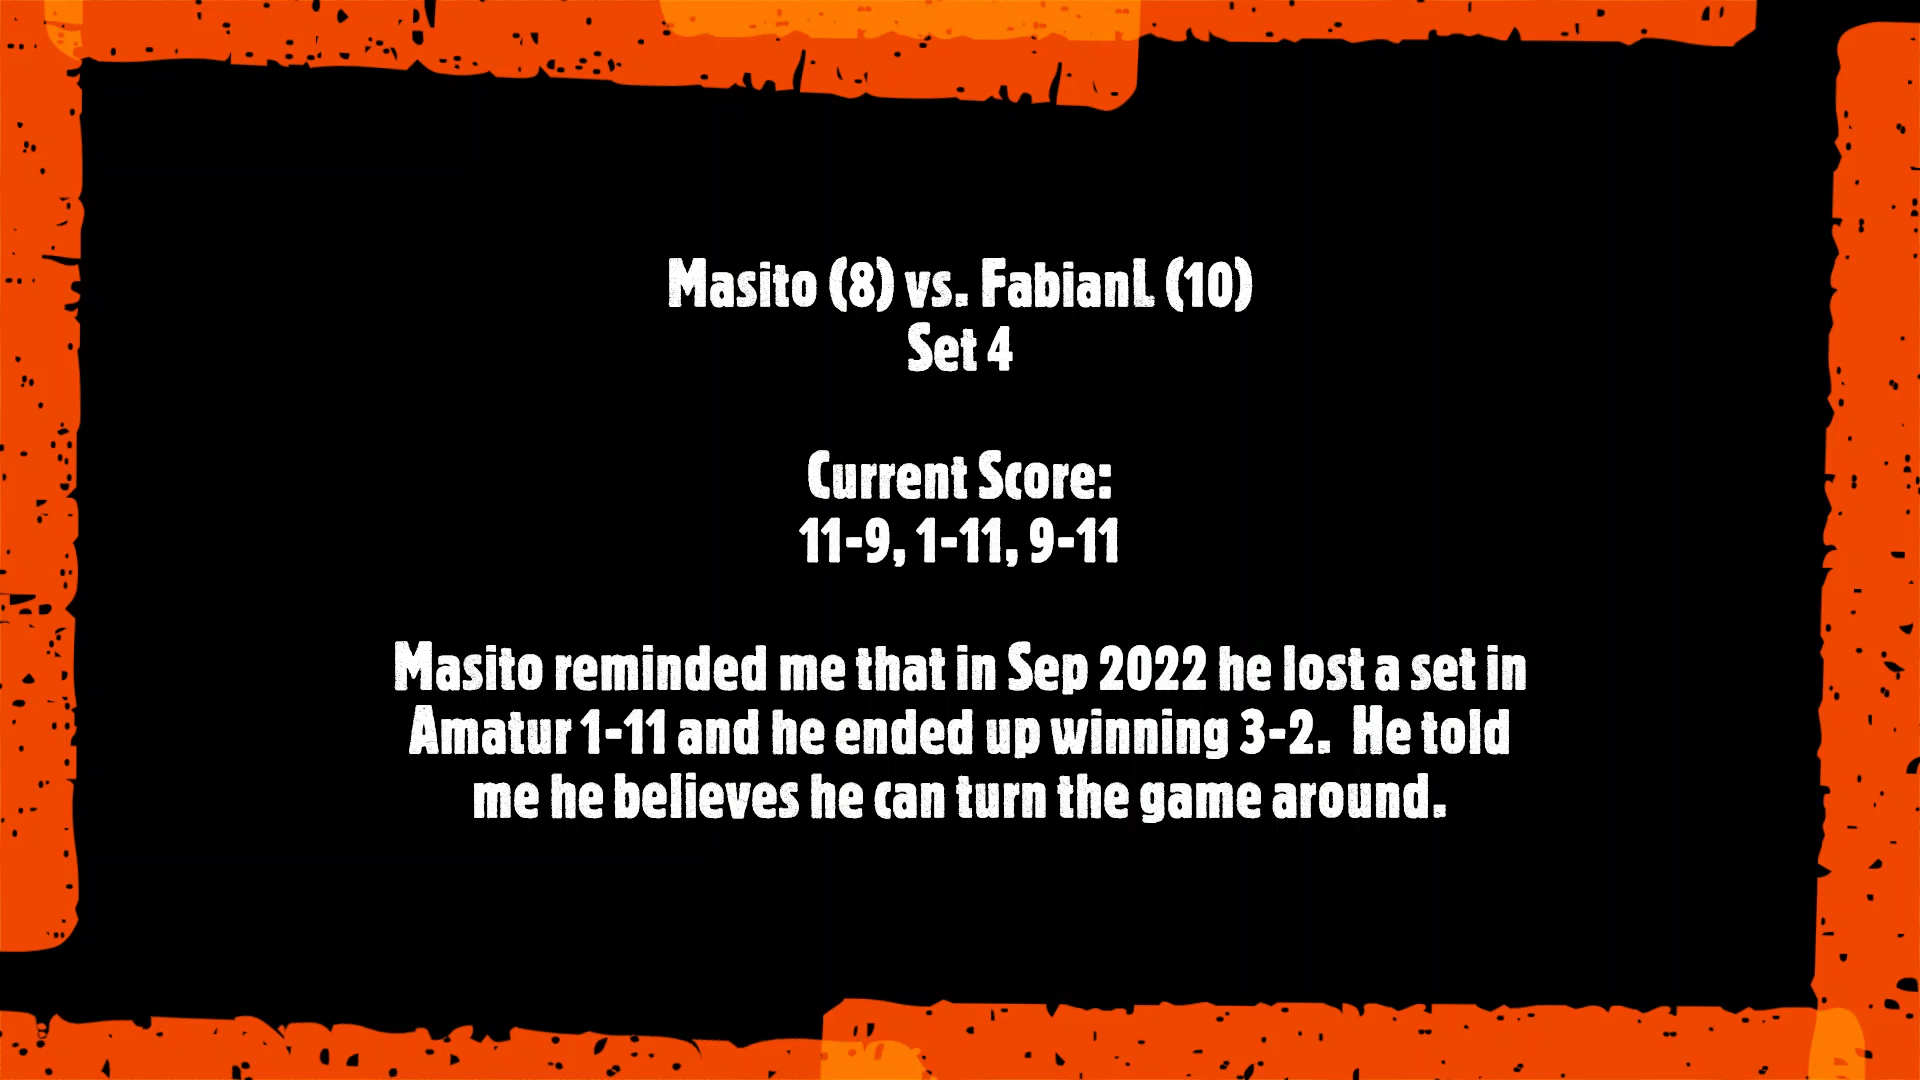 Masito (8) vs. FabianL (10)
Set 4
Current Score:
11-9, 1-11, 9-11
Masito reminded me that in Sep 2022 he lost a set in
Amatur 1-11 and he ended up winning 3-2.  He told
me he believes he can turn the game around.